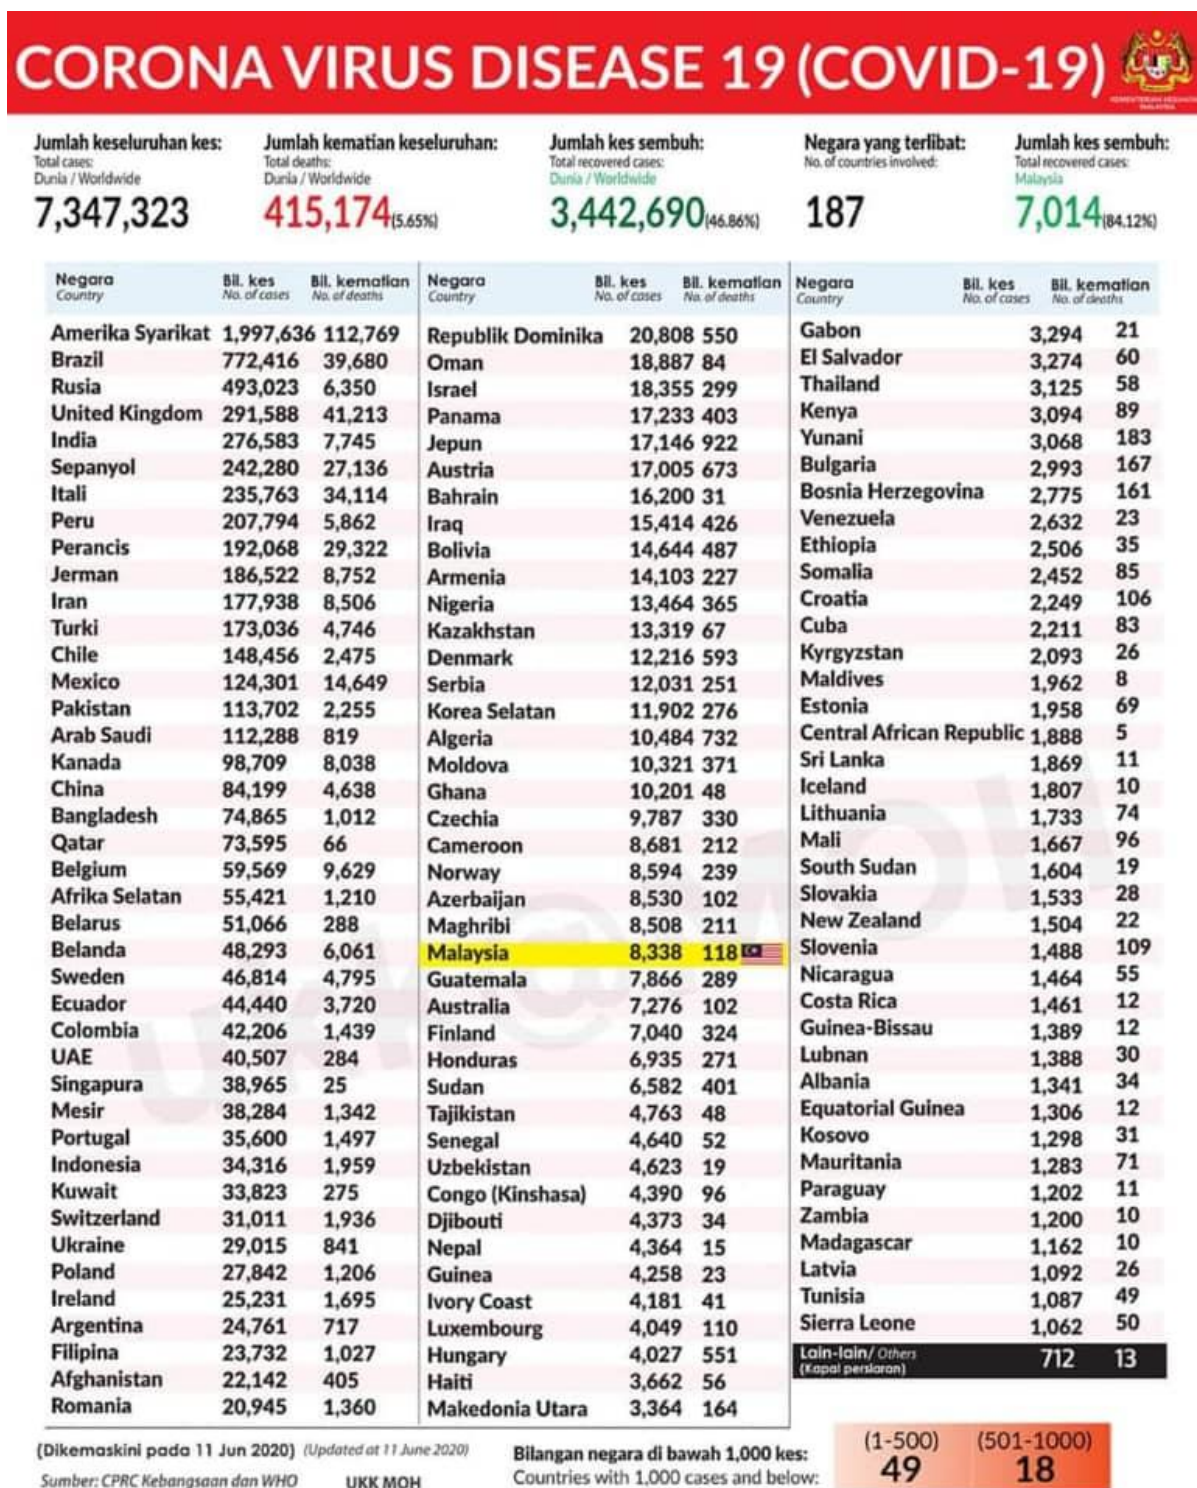 CORONA VIRUS DISEASE 19 (COVID-19)
KEMENTERIAN KESIHATAN
MALAYSIA
Jumlah keseluruhan kes:
Total cases:
Dunia / Worldwide
7,347,323
Jumlah kematian keseluruhan:
Total deaths:
Dunia / Worldwide
415,174(5.65%)
Jumlah kes sembuh:
Total recovered cases:
Dunia / Worldwide
3,442,690(46.86%)
Negara yang terlibat:
No. of countries involved:
187
Jumlah kes sembuh:
Total recovered cases:
Malaysia
7,014(84.12%)
Negara Bil. kes Bil. kematian
Country No. of cases No. of deaths
Amerika Syarikat 1,997,636 112,769
Brazil 772,416 39,680
Rusia 493,023 6,350
United Kingdom 291,588 41,213
India 276,583 7,745
Sepanyol 242,280 27,136
Itali 235,763 34,114
Peru 207,794 5,862
Perancis 192,068 29,322
Jerman 186,522 8,752
Iran 177,938 8,506
Turki 173,036 4,746
Chile 148,456 2,475
Mexico 124,301 14,649
Pakistan 113,702 2,255
Arab Saudi 112,288 819
Kanada 98,709 8,038
China 84,199 4,638
Bangladesh 74,865 1,012
Qatar 73,595 66
Belgium 59,569 9,629
Afrika Selatan 55,421 1,210
Belarus 51,066 288
Belanda 48,293 6,061
Sweden 46,814 4,795
Ecuador 44,440 3,720
Colombia 42,206 1,439
UAE 40,507 284
Singapura 38,965 25
Mesir 38,284 1,342
Portugal 35,600 1,497
Indonesia 34,316 1,959
Kuwait 33,823 275
Switzerland 31,011 1,936
Ukraine 29,015 841
Poland 27,842 1,206
Ireland 25,231 1,695
Argentina 24,761 717
Filipina 23,732 1,027
Afghanistan 22,142 405
Romania 20,945 1,360
Negara Bil. kes Bil. kematian
Country No. of cases No. of deaths
Republik Dominika 20,808 550
Oman 18,887 84
Israel 18,355 299
Panama 17,233 403
Jepun 17,146 922
Austria 17,005 673
Bahrain 16,200 31
Iraq 15,414 426
Bolivia 14,644 487
Armenia 14,103 227
Nigeria 13,464 365
Kazakhstan 13,319 67
Denmark 12,216 593
Serbia 12,031 251
Korea Selatan 11,902 276
Algeria 10,484 732
Moldova 10,321 371
Ghana 10,201 48
Czechia 9,787 330
Cameroon 8,681 212
Norway 8,594 239
Azerbaijan 8,530 102
Maghribi 8,508 211
Malaysia 8,338 118
Guatemala 7,866 289
Australia 7,276 102
Finland 7,040 324
Honduras 6,935 271
Sudan 6,582 401
Tajikistan 4,763 48
Senegal 4,640 52
Uzbekistan 4,623 19
Congo (Kinshasa) 4,390 96
Djibouti 4,373 34
Nepal 4,364 15
Guinea 4,258 23
Ivory Coast 4,181 41
Luxembourg 4,049 110
Hungary 4,027 551
Haiti 3,662 56
Makedonia Utara 3,364 164
Negara Bil. kes Bil. kematian
Country No. of cases No. of deaths
Gabon 3,294 21
El Salvador 3,274 60
Thailand 3,125 58
Kenya 3,094 89
Yunani 3,068 183
Bulgaria 2,993 167
Bosnia Herzegovina 2,775 161
Venezuela 2,632 23
Ethiopia 2,506 35
Somalia 2,452 85
Croatia 2,249 106
Cuba 2,211 83
Kyrgyzstan 2,093 26
Maldives 1,962 8
Estonia 1,958 69
Central African Republic 1,888 5
Sri Lanka 1,869 11
Iceland 1,807 10
Lithuania 1,733 74
Mali 1,667 96
South Sudan 1,604 19
Slovakia 1,533 28
New Zealand 1,504 22
Slovenia 1,488 109
Nicaragua 1,464 55
Costa Rica 1,461 12
Guinea-Bissau 1,389 12
Lubnan 1,388 30
Albania 1,341 34
Equatorial Guinea 1,306 12
Kosovo 1,298 31
Mauritania 1,283 71
Paraguay 1,202 11
Zambia 1,200 10
Madagascar 1,162 10
Latvia 1,092 26
Tunisia 1,087 49
Sierra Leone 1,062 50
Lain-lain/ Others 712 13
(Kapal persiaran)
ukk@MOH
(Dikemaskini pada 11 Jun 2020) (Updated at 11 June 2020)
Sumber: CPRC Kebangsaan dan WHO UKK MOH
Bilangan negara di bawah 1,000 kes:
Countries with 1,000 cases and below:
(1-500) (501-1000)
49 18